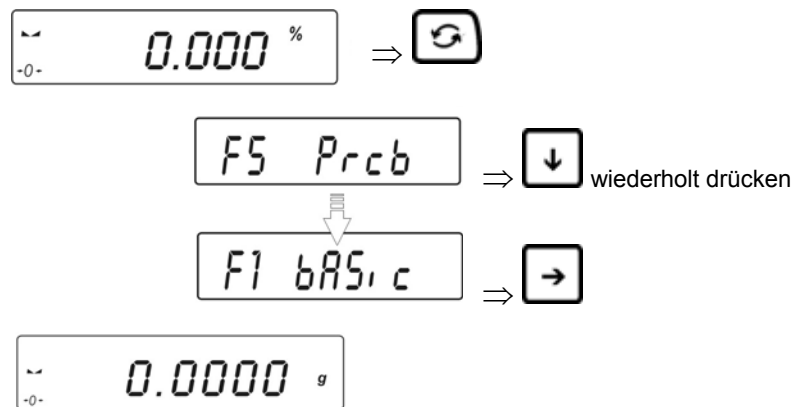 0.000 %
-0-
⇒
F5 Prcb
⇒ wiederholt drücken
F1 bASic
⇒
0.0000 g
-0-